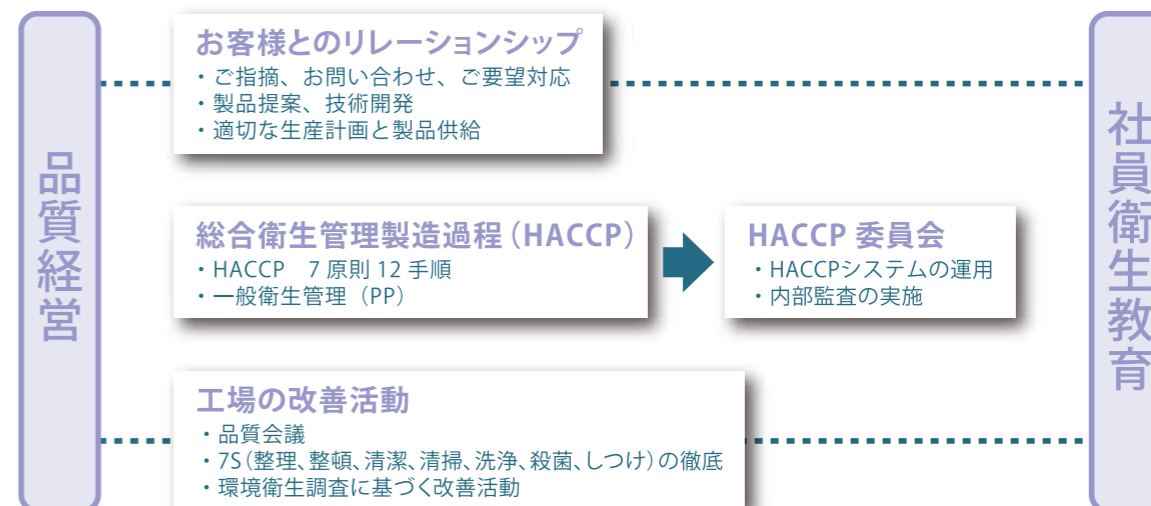 品質経営
お客様とのリレーションシップ
・ご指摘、お問い合わせ、ご要望対応
・製品提案、技術開発
・適切な生産計画と製品供給
総合衛生管理製造過程（HACCP）
・HACCP　7 原則 12 手順
・一般衛生管理（PP）
HACCP 委員会
・HACCPシステムの運用
・内部監査の実施
工場の改善活動
・品質会議
・7S（整理、整頓、清潔、清掃、洗浄、殺菌、しつけ）の徹底
・環境衛生調査に基づく改善活動
社員衛生教育